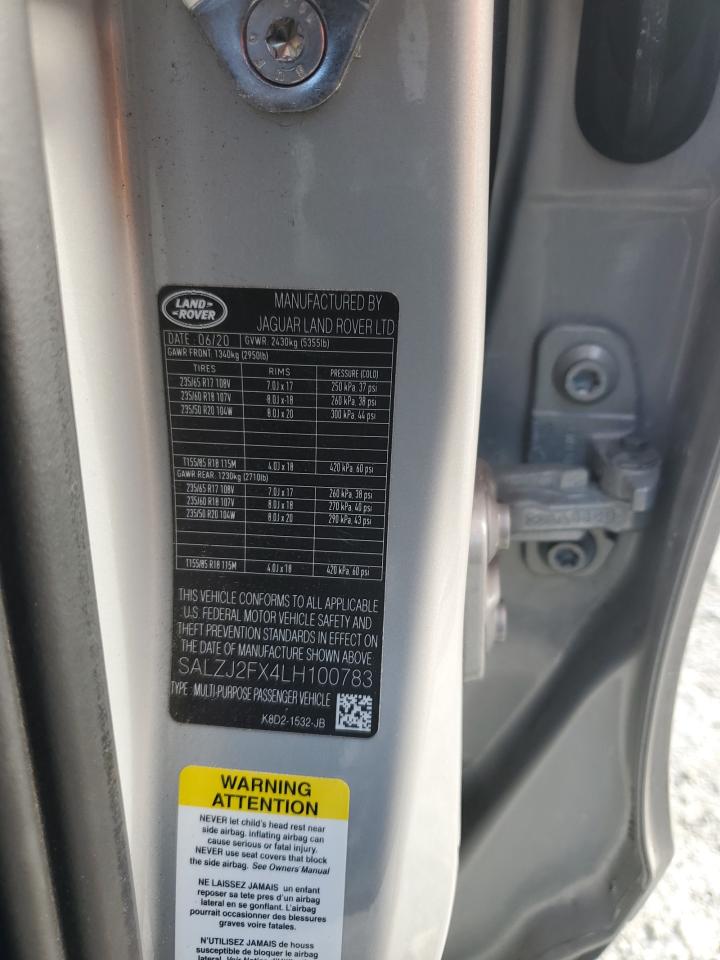 LAND-
-ROVER
MANUFACTURED BY
JAGUAR LAND ROVER LTD
DATE : 06/20 GVWR: 2430kg (5355lb)
GAWR FRONT: 1340kg (2950lb)
TIRES RIMS PRESSURE (COLD)
235/65 R17 108V 7.0J x 17 250 kPa, 37 psi
235/60 R18 107V 8.0J x-18 260 kPa, 38 psi
235/50 R20 104W 8.0J x 20 300 kPa, 44 psi
T155/85 R18 115M 4.0J x 18 420 kPa, 60 psi
GAWR REAR: 1230kg (2710lb)
235/65 R17 108V 7.0J x 17 260 kPa, 38 psi
235/60 R18 107V 8.0J x 18 270 kPa, 40 psi
235/50 R20 104W 8.0J x 20 290 kPa, 43 psi
T155/85 R18 115M 4.0J x 18 420 kPa, 60 psi
THIS VEHICLE CONFORMS TO ALL APPLICABLE
U.S. FEDERAL MOTOR VEHICLE SAFETY AND
THEFT PREVENTION STANDARDS IN EFFECT ON
THE DATE OF MANUFACTURE SHOWN ABOVE
SALZJ2FX4LH100783
TYPE : MULTI-PURPOSE PASSENGER VEHICLE
K8D2-1532-JB
WARNING
ATTENTION
NEVER let child's head rest near
side airbag. inflating airbag can
cause serious or fatal injury.
NEVER use seat covers that block
the side airbag. See Owners Manual
NE LAISSEZ JAMAIS un enfant
reposer sa tete pres d'un airbag
lateral en se gonflant. L'airbag
pourrait occasionner des blessures
graves voire fatales.
N'UTILISEZ JAMAIS de houss
susceptible de bloquer le airbag
lateral.